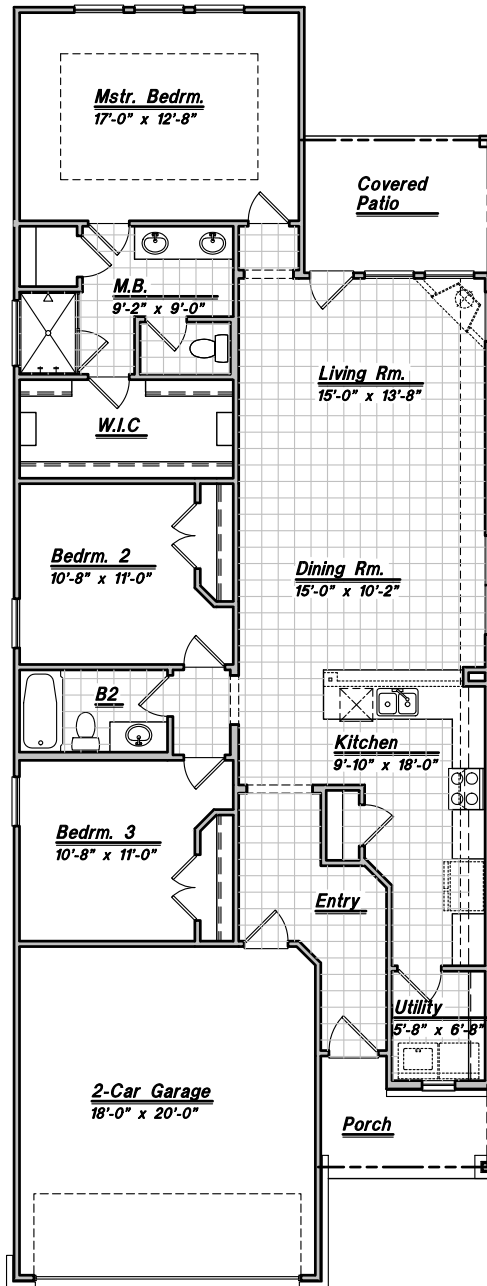 Mstr. Bedrm.
17'-0" x 12'-8"
Covered
Patio
M.B.
9'-2" x 9'-0"
Living Rm.
15'-0" x 13'-8"
W.I.C
Bedrm. 2
10'-8" x 11'-0"
Dining Rm.
15'-0" x 10'-2"
B2
Kitchen
9'-10" x 18'-0"
Bedrm. 3
10'-8" x 11'-0"
Entry
Utility
5'-8" x 6'-8"
2-Car Garage
18'-0" x 20'-0"
Porch